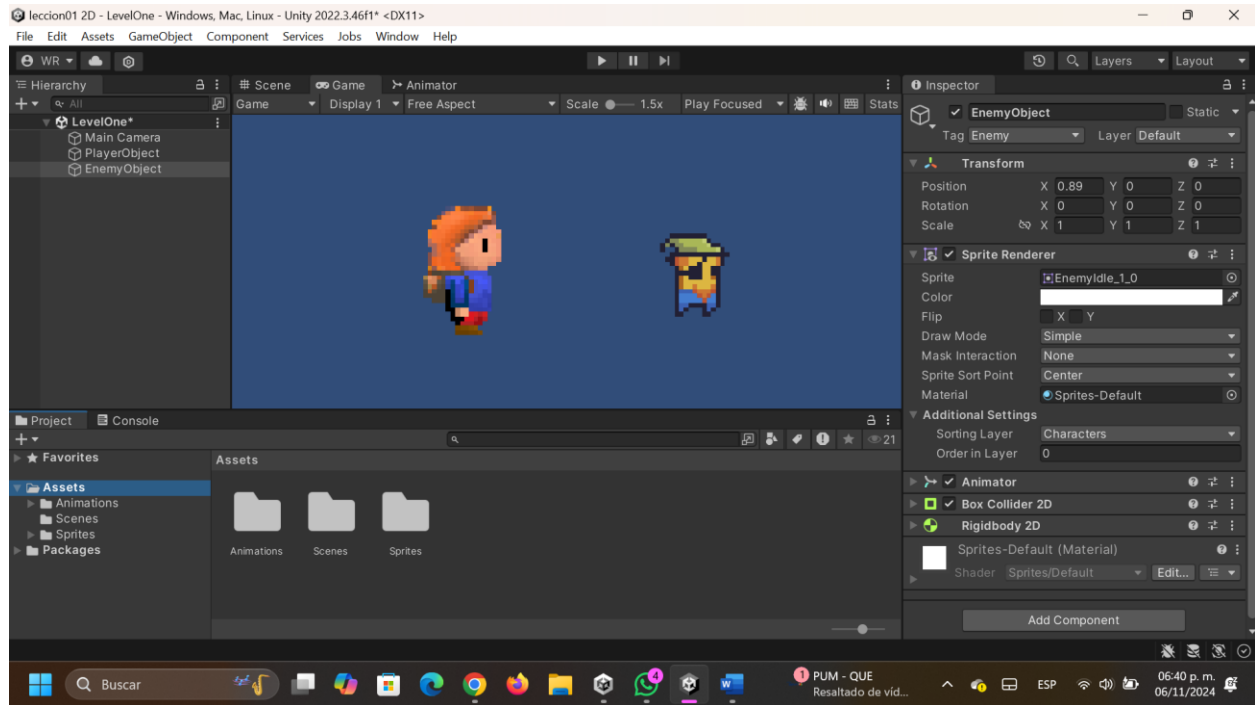 leccion01 2D - LevelOne - Windows, Mac, Linux - Unity 2022.3.46f1* <DX11>
File Edit Assets GameObject Component Services Jobs Window Help
WR
Layers Layout
Hierarchy
All
LevelOne*
Main Camera
PlayerObject
EnemyObject
# Scene Game Animator
Game Display 1 Free Aspect Scale 1.5x Play Focused Stats
Inspector
EnemyObject Static
Tag Enemy Layer Default
Transform
Position X 0.89 Y 0 Z 0
Rotation X 0 Y 0 Z 0
Scale X 1 Y 1 Z 1
Sprite Renderer
Sprite EnemyIdle_1_0
Color
Flip X Y
Draw Mode Simple
Mask Interaction None
Sprite Sort Point Center
Material Sprites-Default
Additional Settings
Sorting Layer Characters
Order in Layer 0
Animator
Box Collider 2D
Rigidbody 2D
Sprites-Default (Material)
Shader Sprites/Default Edit...
Add Component
Project Console
21
Favorites
Assets
Animations
Scenes
Sprites
Packages
Assets
Animations Scenes Sprites
Buscar
4
W
1
PUM - QUE
Resaltado de víd...
ESP
06:40 p. m.
06/11/2024